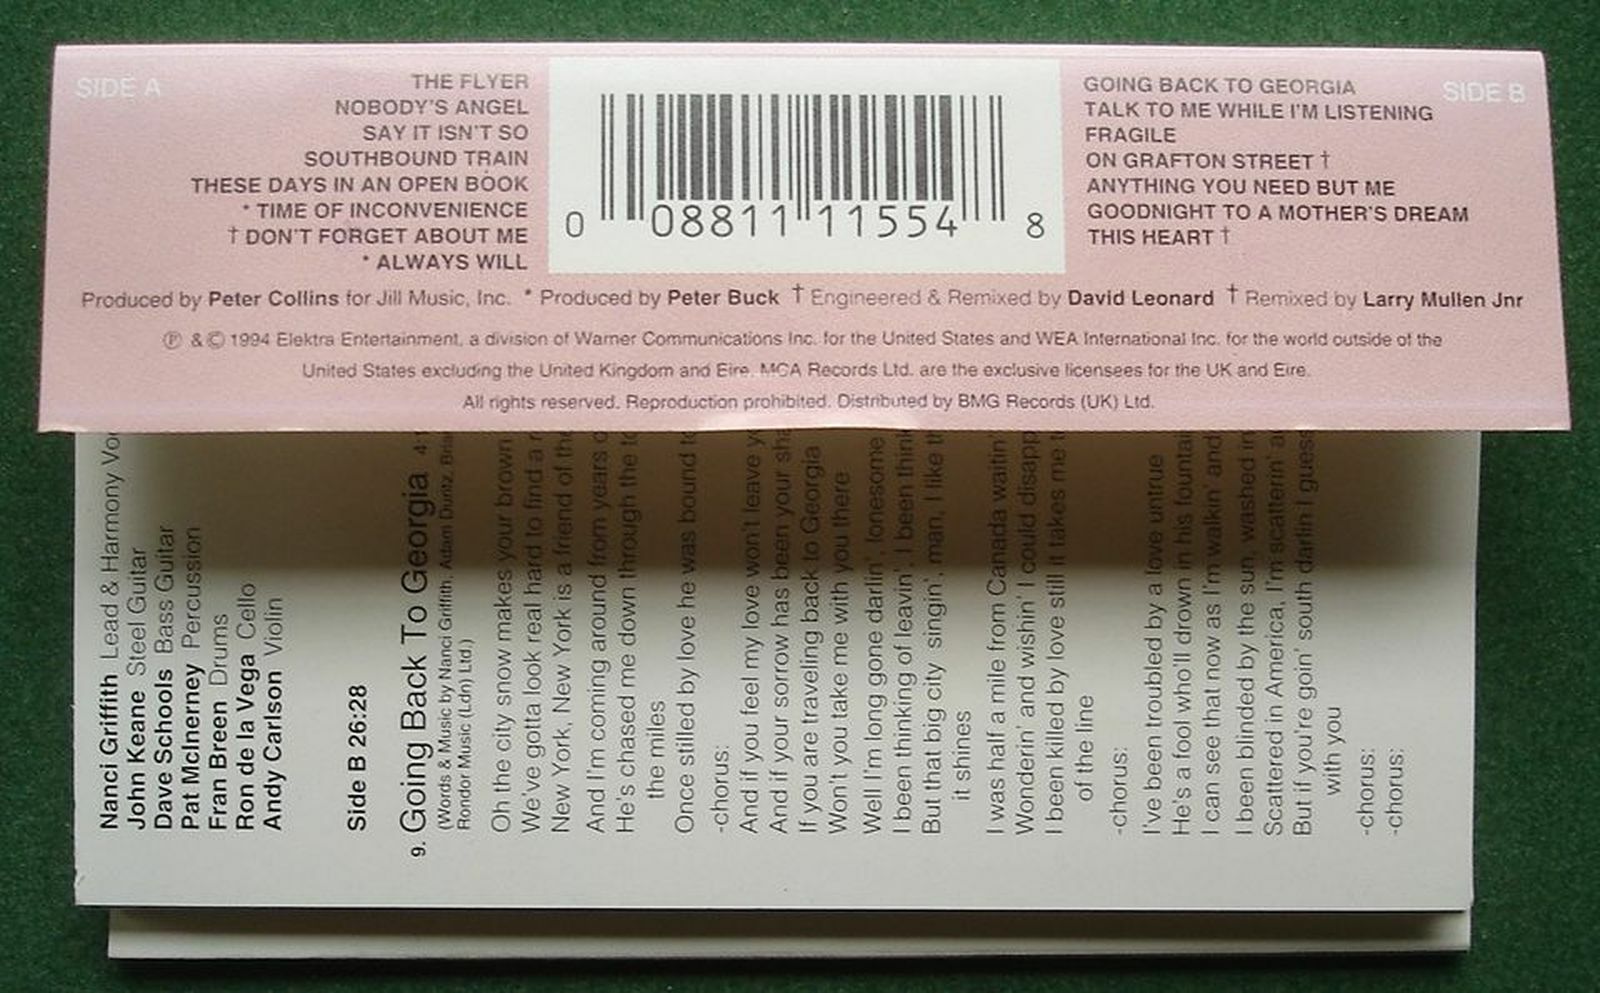 SIDE A
THE FLYER
NOBODY'S ANGEL
SAY IT ISN'T SO
SOUTHBOUND TRAIN
THESE DAYS IN AN OPEN BOOK
* TIME OF INCONVENIENCE
† DON'T FORGET ABOUT ME
* ALWAYS WILL
0 08811 11554 8
SIDE B
GOING BACK TO GEORGIA
TALK TO ME WHILE I'M LISTENING
FRAGILE
ON GRAFTON STREET †
ANYTHING YOU NEED BUT ME
GOODNIGHT TO A MOTHER'S DREAM
THIS HEART †
Produced by Peter Collins for Jill Music, Inc. * Produced by Peter Buck † Engineered & Remixed by David Leonard † Remixed by Larry Mullen Jnr
Ⓟ & © 1994 Elektra Entertainment, a division of Warner Communications Inc. for the United States and WEA International Inc. for the world outside of the
United States excluding the United Kingdom and Eire. MCA Records Ltd. are the exclusive licensees for the UK and Eire.
All rights reserved. Reproduction prohibited. Distributed by BMG Records (UK) Ltd.
Nanci Griffith Lead & Harmony
John Keane Steel Guitar
Dave Schools Bass Guitar
Pat McInerney Percussion
Fran Breen Drums
Ron de la Vega Cello
Andy Carlson Violin
Side B 26:28
9. Going Back To Georgia
(Words & Music by Nanci Griffith, Adam Duritz,
Rondor Music (Ldn) Ltd.)
Oh the city snow makes your brown
We've gotta look real hard to find a
New York, New York is a friend of
And I'm coming around from years
He's chased me down through the
the miles
Once stilled by love he was bound
-chorus:
And if you feel my love won't leave
And if your sorrow has been your
If you are traveling back to Georgia
Won't you take me with you there
Well I'm long gone darlin', lonesome
I been thinking of leavin', I been
But that big city singin', man, I like
it shines
I was half a mile from Canada waitin'
Wonderin' and wishin' I could
I been killed by love still it takes me
of the line
-chorus:
I've been troubled by a love untrue
He's a fool who'll drown in his
I can see that now as I'm walkin' and
I been blinded by the sun, washed in
Scattered in America, I'm scatterin'
But if you're goin' south darlin I guess
with you
-chorus:
-chorus: